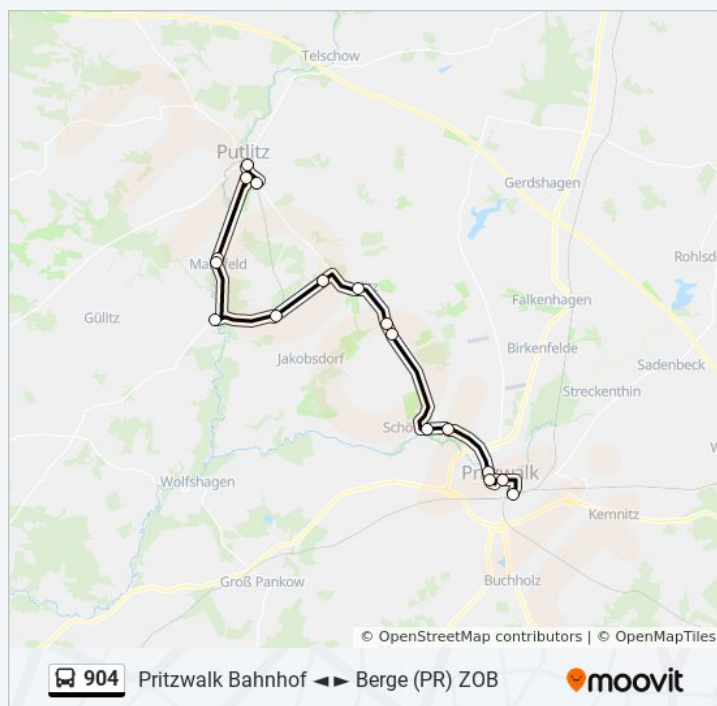 Telschow
Putlitz
Gerdshagen
Rohlsd
Gülitz
Falkenhagen
Jakobsdorf
Birkenfelde
Sadenbeck
Streckenthin
Schö
Pritzwalk
Wolfshagen
Kemnitz
Groß Pankow
Buchholz
© OpenStreetMap contributors | © OpenMapTiles
904 Pritzwalk Bahnhof ◄► Berge (PR) ZOB moovit